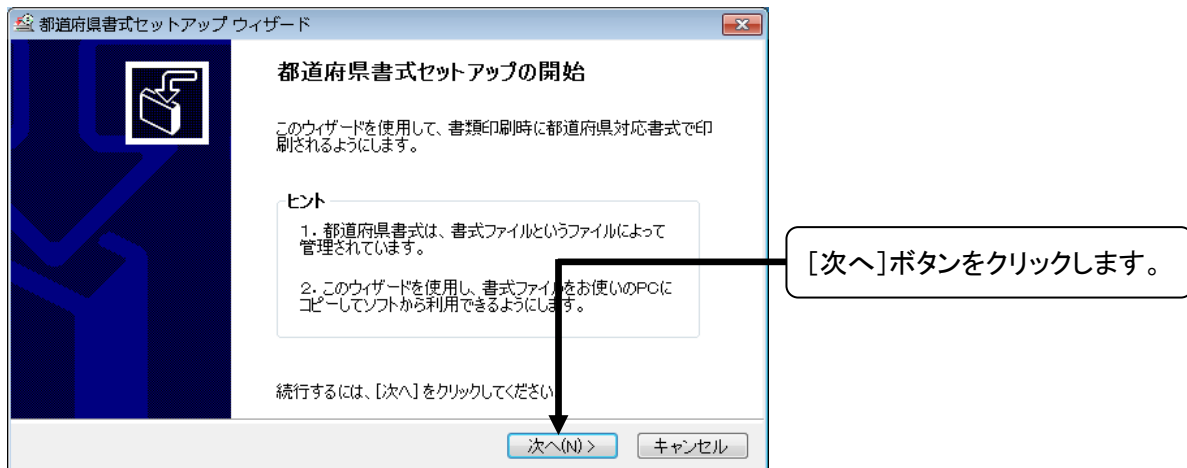 都道府県書式セットアップ ウィザード
都道府県書式セットアップの開始
このウィザードを使用して、書類印刷時に都道府県対応書式で印
刷されるようにします。
ヒント
1．都道府県書式は、書式ファイルというファイルによって
管理されています。
2．このウィザードを使用し、書式ファイルをお使いのPCに
コピーしてソフトから利用できるようにします。
[次へ]ボタンをクリックします。
続行するには、[次へ] をクリックしてください
次へ(N) >
キャンセル